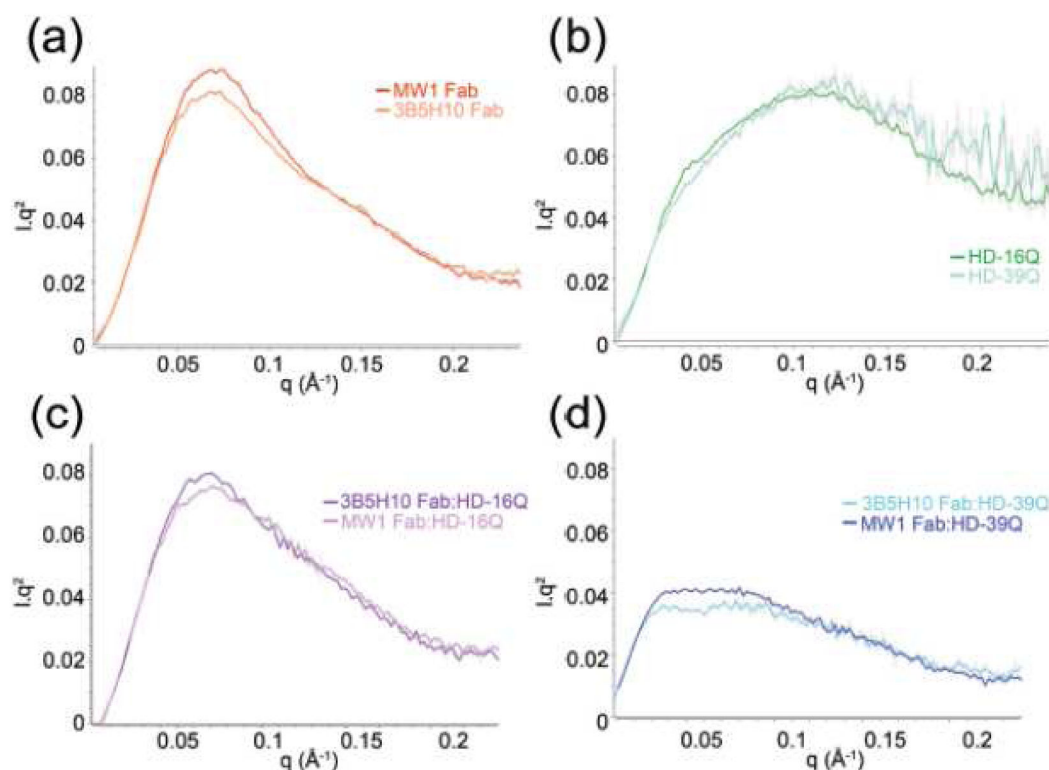 (a)
0.08
0.06
0.04
0.02
0
I.q²
MW1 Fab
3B5H10 Fab
0.05
0.1
0.15
0.2
q (Å⁻¹)
(b)
0.08
0.06
0.04
0.02
0
I.q²
HD-16Q
HD-39Q
0.05
0.10
0.15
0.2
q (Å⁻¹)
(c)
0.08
0.06
0.04
0.02
0
I.q²
3B5H10 Fab:HD-16Q
MW1 Fab:HD-16Q
0.05
0.1
0.15
0.2
q (Å⁻¹)
(d)
0.08
0.06
0.04
0.02
0
I.q²
3B5H10 Fab:HD-39Q
MW1 Fab:HD-39Q
0.05
0.10
0.15
0.2
q (Å⁻¹)